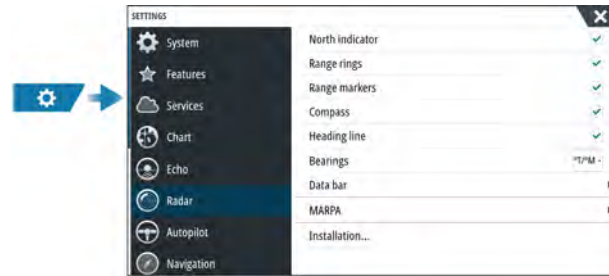 SETTINGS
System
Features
Services
Chart
Echo
Radar
Autopilot
Navigation
North indicator
Range rings
Range markers
Compass
Heading line
Bearings
°T/°M
Data bar
MARPA
Installation...